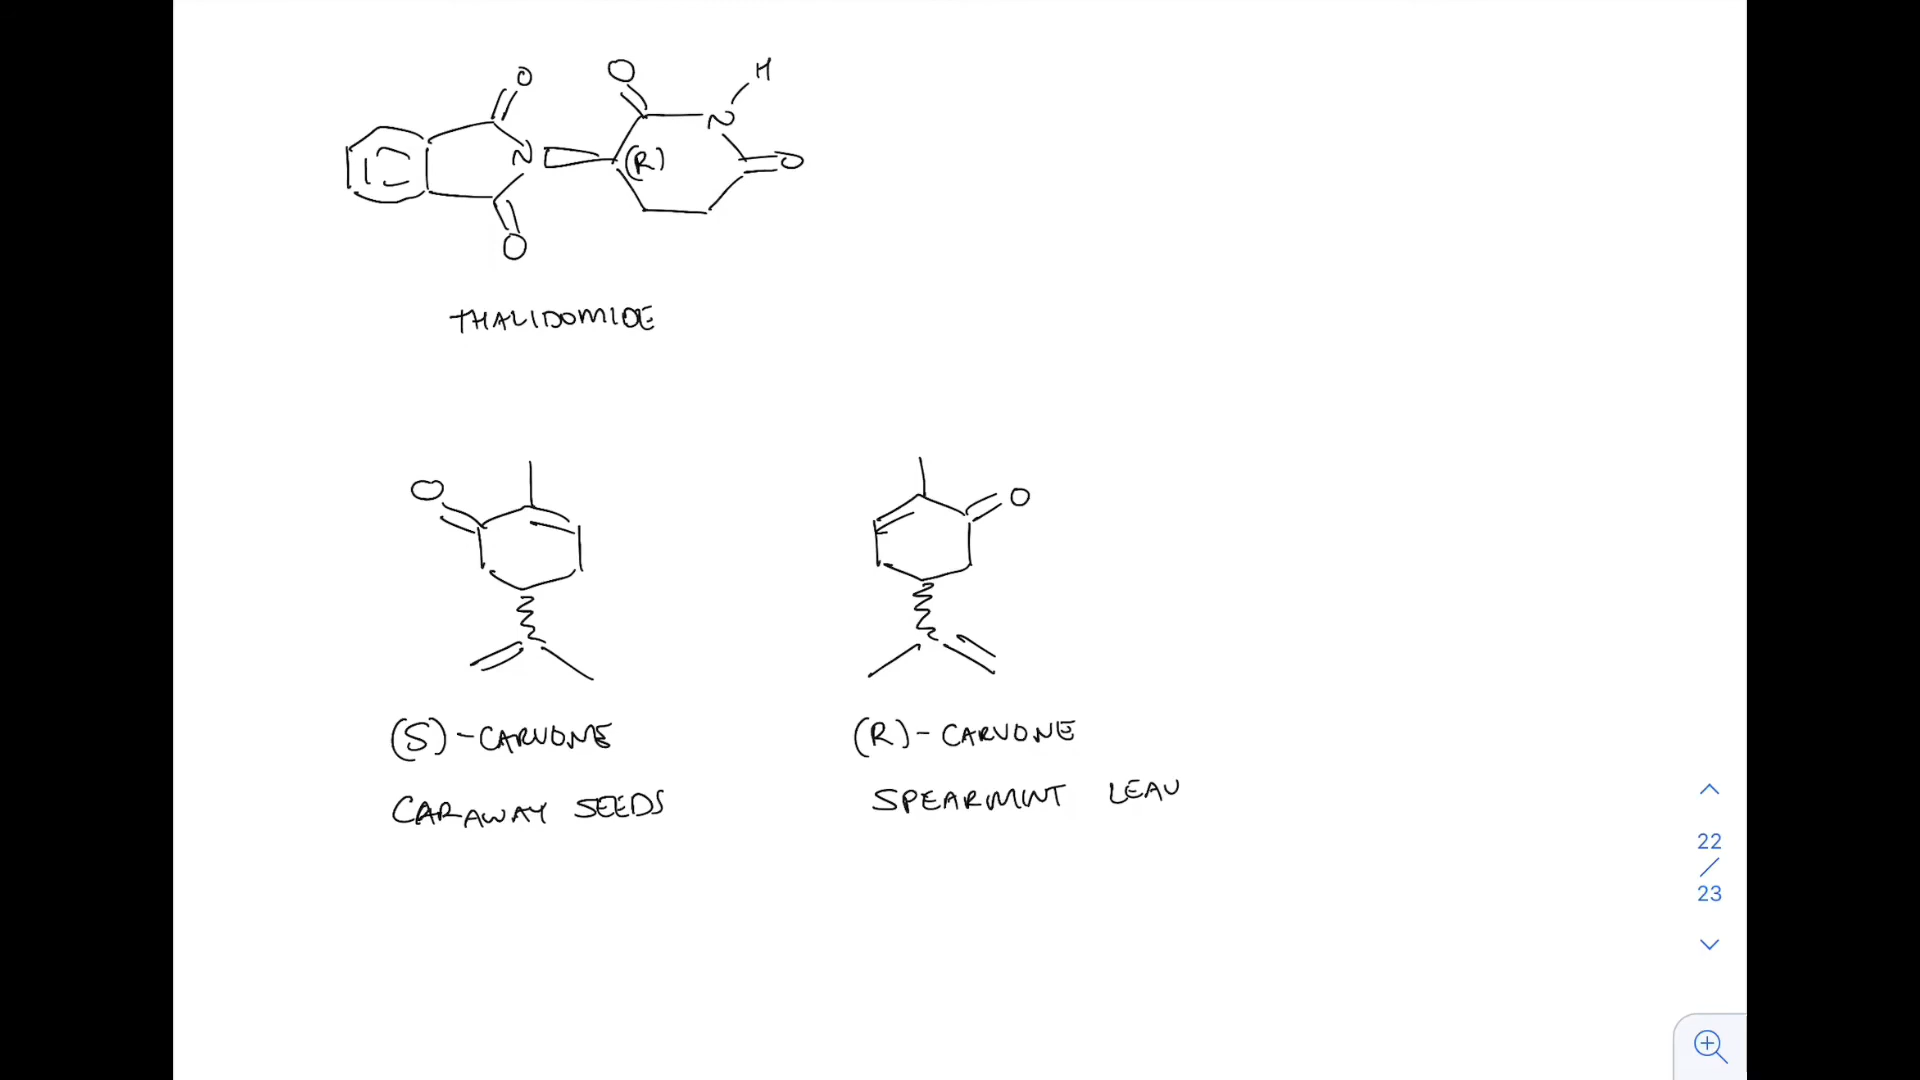 O O H
N (R) N O
O
THALIDOMIDE
O O
(S)-CARVONE (R)-CARVONE
CARAWAY SEEDS SPEARMINT LEAV
22
/
23